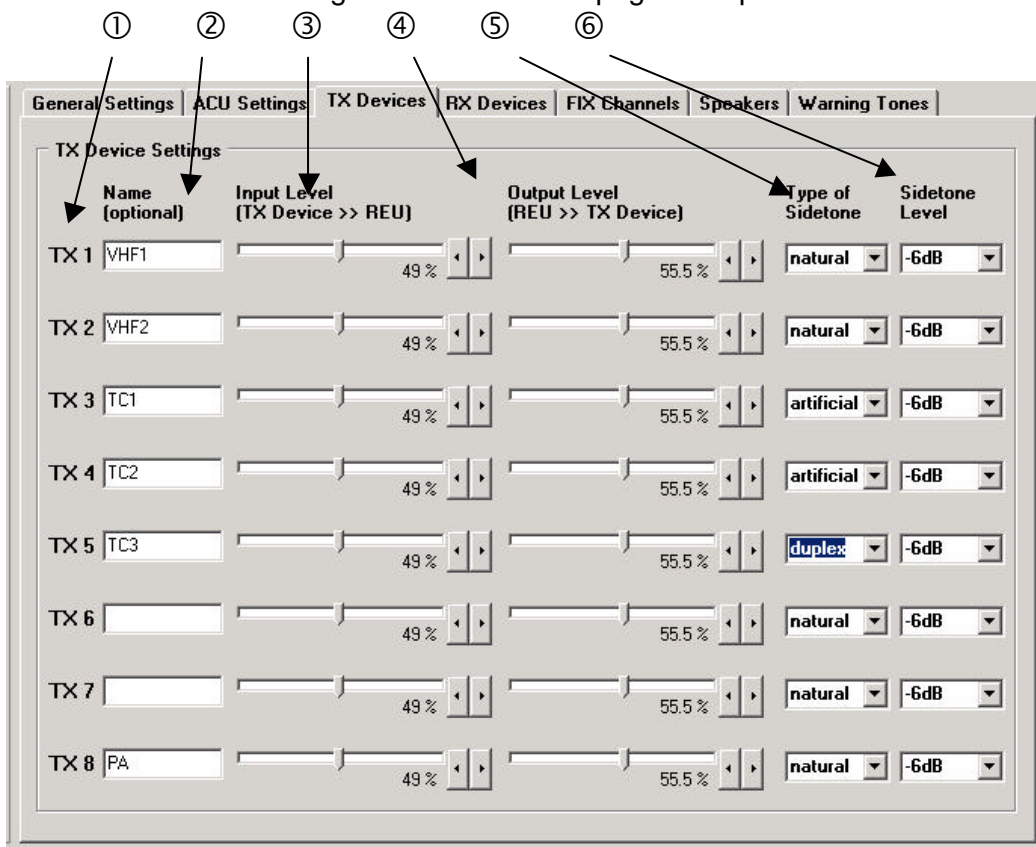 ① ② ③ ④ ⑤ ⑥
General Settings ACU Settings TX Devices RX Devices FIX Channels Speakers Warning Tones
TX Device Settings
Name Input Level Output Level Type of Sidetone
(optional) (TX Device >> REU) (REU >> TX Device) Sidetone Level
TX 1 VHF1 49 % 55.5 % natural -6dB
TX 2 VHF2 49 % 55.5 % natural -6dB
TX 3 TC1 49 % 55.5 % artificial -6dB
TX 4 TC2 49 % 55.5 % artificial -6dB
TX 5 TC3 49 % 55.5 % duplex -6dB
TX 6 49 % 55.5 % natural -6dB
TX 7 49 % 55.5 % natural -6dB
TX 8 PA 49 % 55.5 % natural -6dB